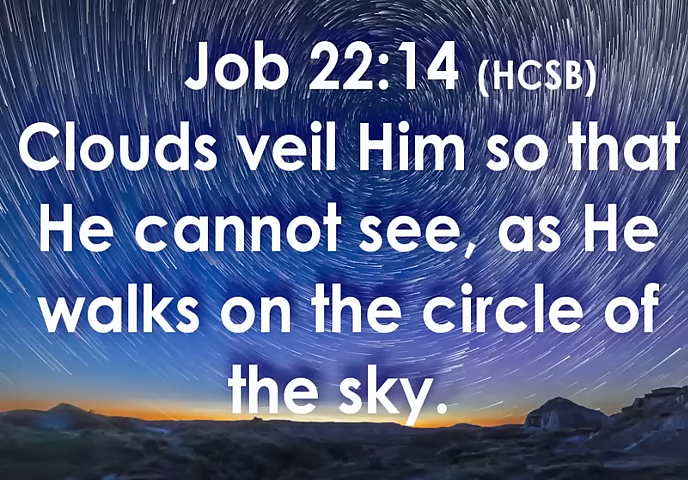 Job 22:14 (HCSB)
Clouds veil Him so that
He cannot see, as He
walks on the circle of
the sky.